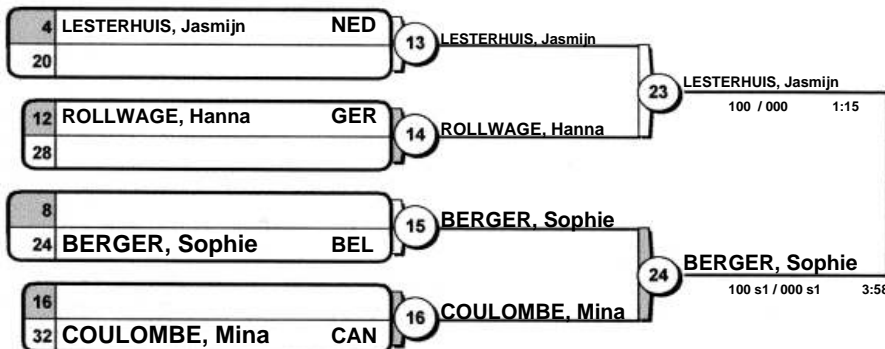 4 LESTERHUIS, Jasmijn NED
20
13 LESTERHUIS, Jasmijn
12 ROLLWAGE, Hanna GER
28
14 ROLLWAGE, Hanna
23 LESTERHUIS, Jasmijn
100 / 000 1:15
8
24 BERGER, Sophie BEL
15 BERGER, Sophie
16
32 COULOMBE, Mina CAN
16 COULOMBE, Mina
24 BERGER, Sophie
100 s1 / 000 s1 3:58